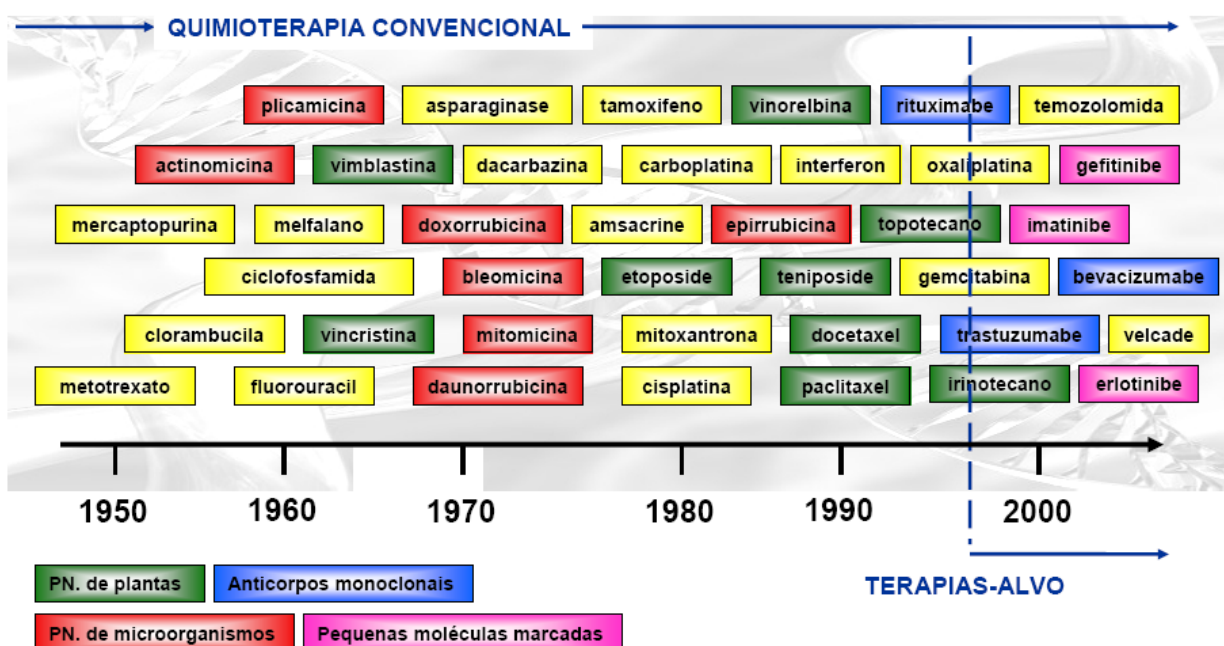 QUIMIOTERAPIA CONVENCIONAL
plicamicina asparaginase tamoxifeno vinorelbina rituximabe temozolomida
actinomicina vimblastina dacarbazina carboplatina interferon oxaliplatina gefitinibe
mercaptopurina melfalano doxorrubicina amsacrine epirrubicina topotecano imatinibe
ciclofosfamida bleomicina etoposide teniposide gemcitabina bevacizumabe
clorambucila vincristina mitomicina mitoxantrona docetaxel trastuzumabe velcade
metotrexato fluorouracil daunorrubicina cisplatina paclitaxel irinotecano erlotinibe
1950 1960 1970 1980 1990 2000
TERAPIAS-ALVO
PN. de plantas Anticorpos monoclonais
PN. de microorganismos Pequenas moléculas marcadas